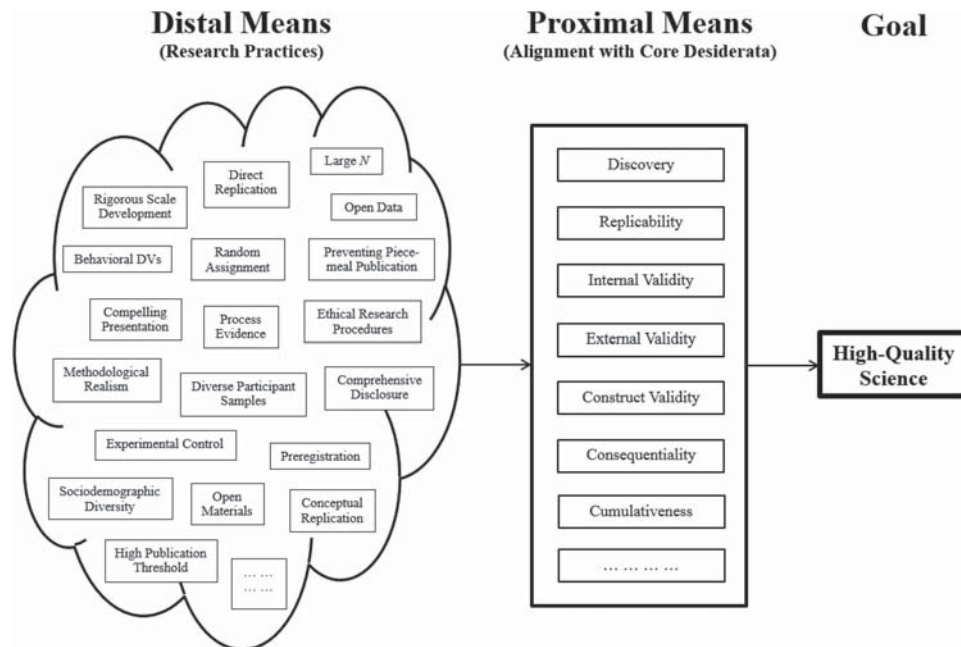 Distal Means
(Research Practices)
Proximal Means
(Alignment with Core Desiderata)
Goal
Large N
Direct
Replication
Rigorous Scale
Development
Open Data
Behavioral DVs
Random
Assignment
Preventing Piece-
meal Publication
Compelling
Presentation
Process
Evidence
Ethical Research
Procedures
Methodological
Realism
Diverse Participant
Samples
Comprehensive
Disclosure
Experimental Control
Preregistration
Sociodemographic
Diversity
Open
Materials
Conceptual
Replication
High Publication
Threshold
... ...
... ...
Discovery
Replicability
Internal Validity
External Validity
Construct Validity
Consequentiality
Cumulativeness
... ... ... ...
High-Quality
Science